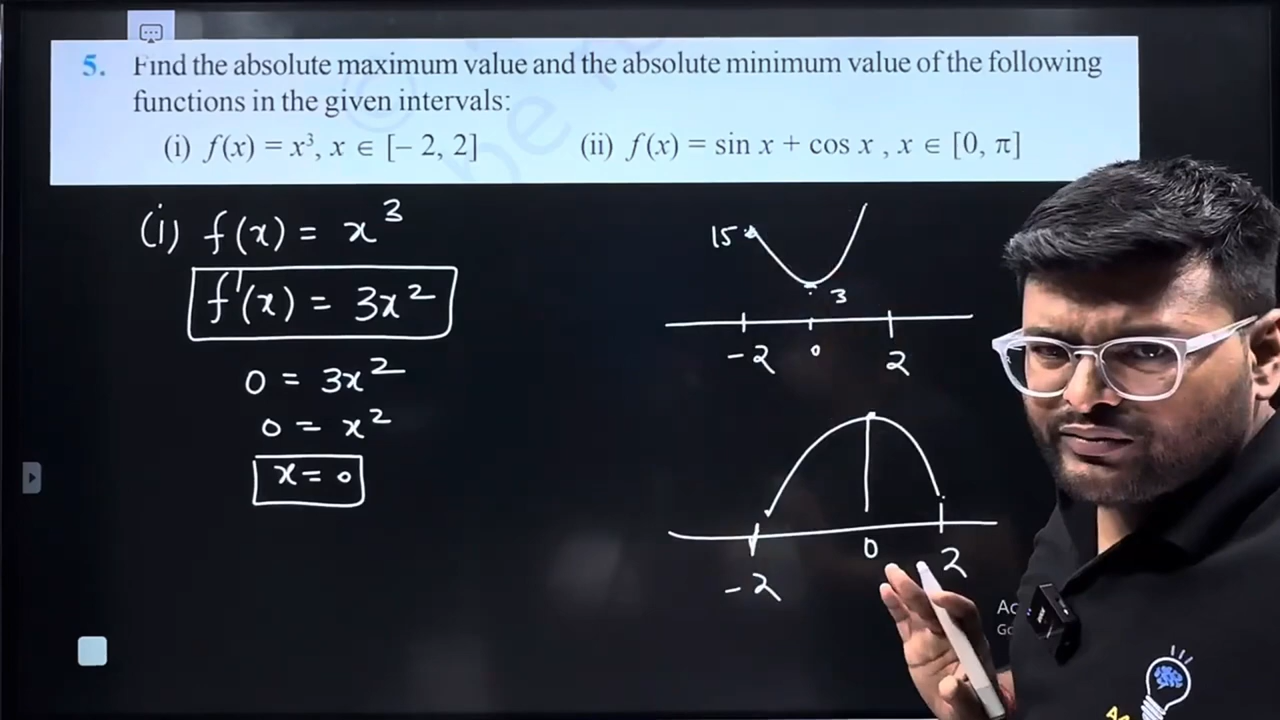 5. Find the absolute maximum value and the absolute minimum value of the following
functions in the given intervals:
(i) f(x) = x³, x ∈ [– 2, 2] (ii) f(x) = sin x + cos x , x ∈ [0, π]
(i) f(x) = x³
f'(x) = 3x²
0 = 3x²
0 = x²
x = 0
15
3
-2 0 2
-2 0 2